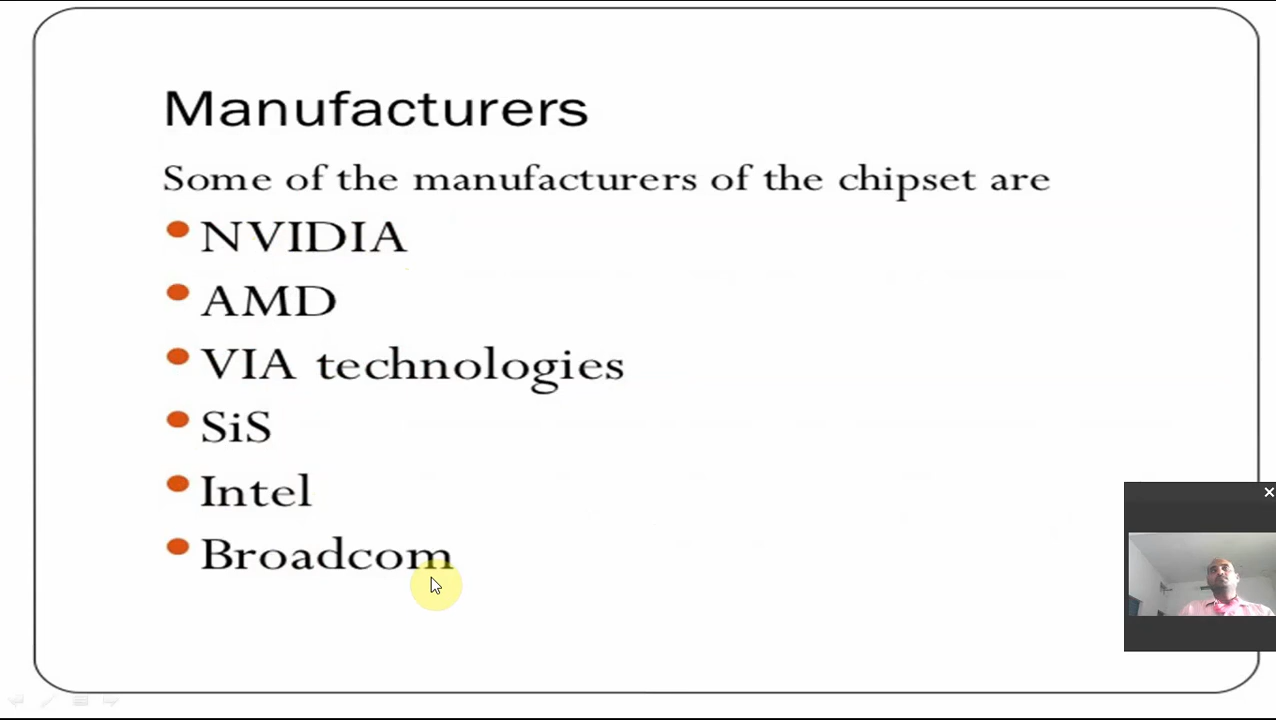 Manufacturers
Some of the manufacturers of the chipset are
NVIDIA
AMD
VIA technologies
SiS
Intel
Broadcom